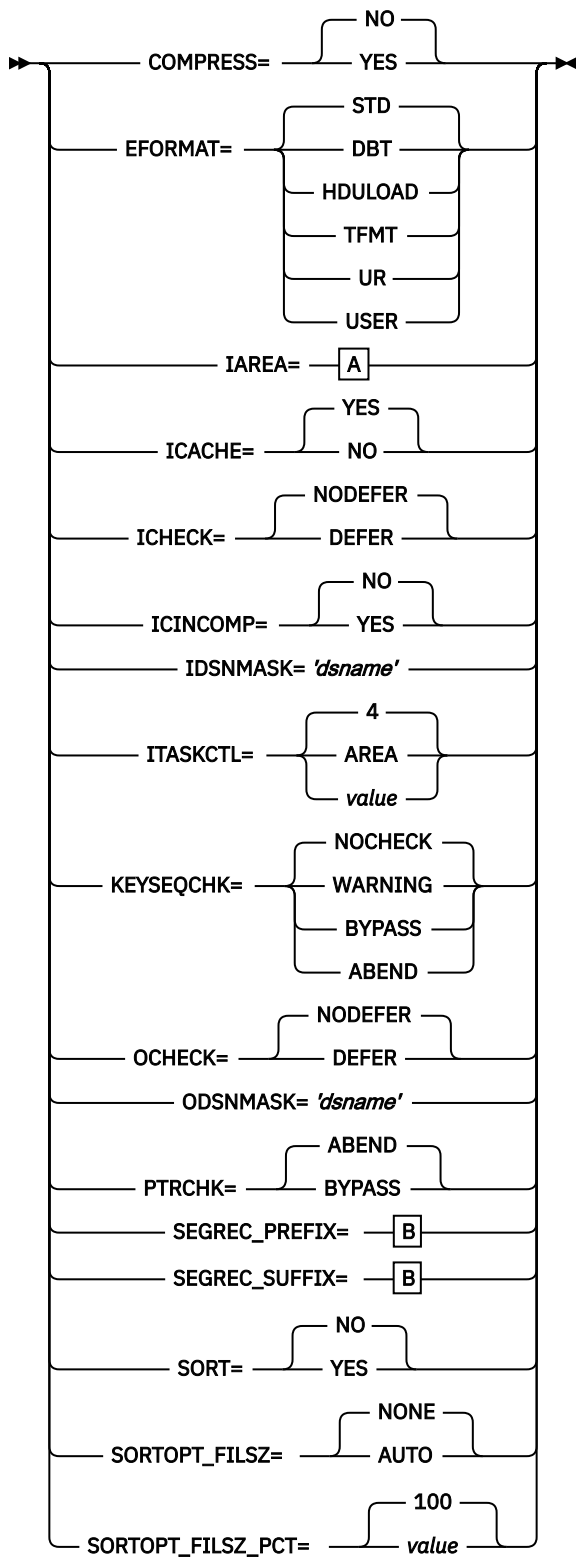 NO
COMPRESS= YES
STD
EFORMAT= DBT
HDULOAD
TFMT
UR
USER
IAREA= A
YES
ICACHE= NO
NODEFER
ICHECK= DEFER
NO
ICINCOMP= YES
IDSNMASK= 'dsname'
4
ITASKCTL= AREA
value
NOCHECK
KEYSEQCHK= WARNING
BYPASS
ABEND
NODEFER
OCHECK= DEFER
ODSNMASK= 'dsname'
ABEND
PTRCHK= BYPASS
SEGREC_PREFIX= B
SEGREC_SUFFIX= B
NO
SORT= YES
NONE
SORTOPT_FILSZ= AUTO
100
SORTOPT_FILSZ_PCT= value